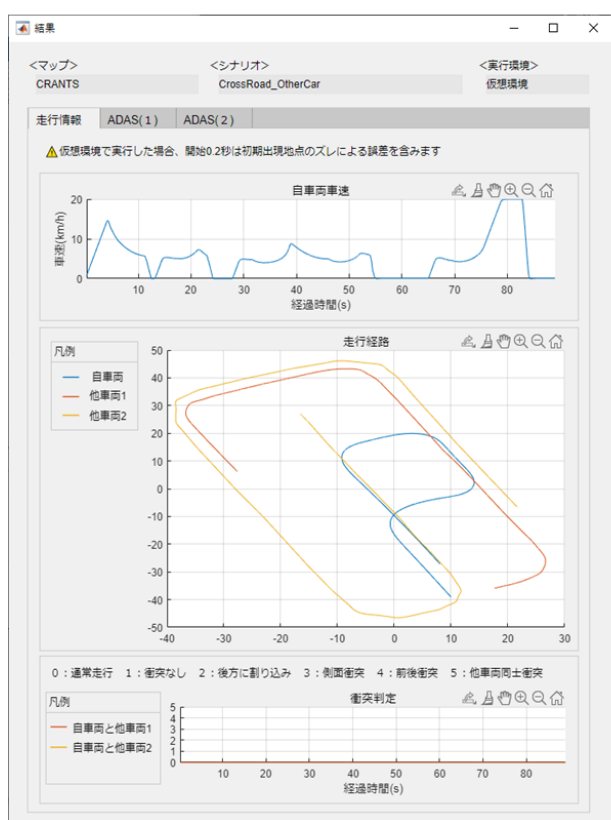 結果
<マップ> <シナリオ> <実行環境>
CRANTS CrossRoad_OtherCar 仮想環境
走行情報 ADAS(1) ADAS(2)
仮想環境で実行した場合、開始0.2秒は初期出現地点のズレによる誤差を含みます
自車両車速
車速(km/h)
20
10
0
10 20 30 40 50 60 70 80
経過時間(s)
走行経路
凡例
自車両
他車両1
他車両2
50
40
30
20
10
0
-10
-20
-30
-40
-50
-40 -30 -20 -10 0 10 20 30
0：通常走行 1：衝突なし 2：後方に割り込み 3：側面衝突 4：前後衝突 5：他車両同士衝突
衝突判定
凡例
自車両と他車両1
自車両と他車両2
5
4
3
2
1
0
10 20 30 40 50 60 70 80
経過時間(s)